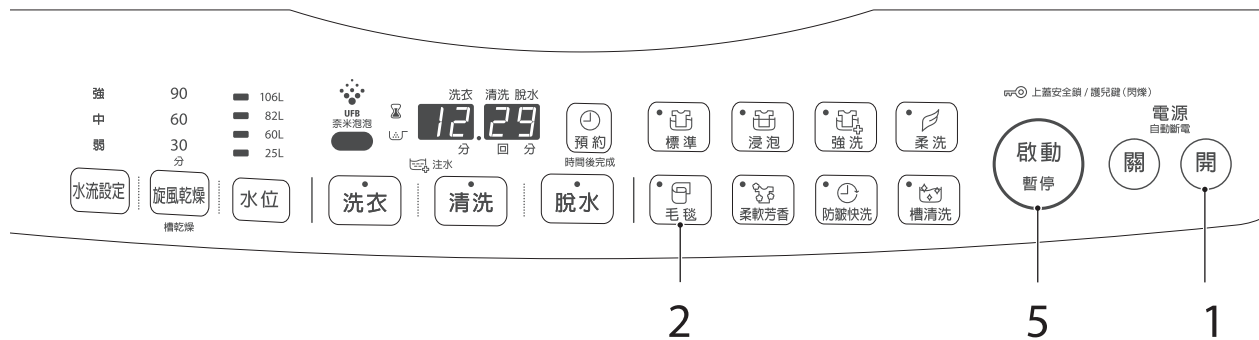 強 90
中 60
弱 30
分
水流設定
旋風乾燥
槽乾燥
106L
82L
60L
25L
水位
UFB
奈米泡泡
洗衣 清洗 脫水
12.29
分 回 分
注水
預約
時間後完成
洗衣
清洗
脫水
標準
浸泡
強洗
柔洗
毛毯
柔軟芳香
防皺快洗
槽清洗
上蓋安全鎖/護兒鍵(閃爍)
啟動
暫停
電源
自動斷電
關
開
2
5
1